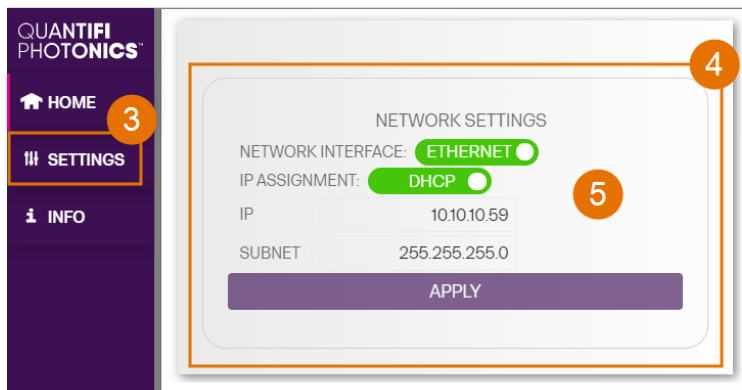 QUANTIFI
PHOTONICS™
HOME
3
SETTINGS
INFO
4
NETWORK SETTINGS
NETWORK INTERFACE: ETHERNET
IP ASSIGNMENT: DHCP
5
IP 10.10.10.59
SUBNET 255.255.255.0
APPLY